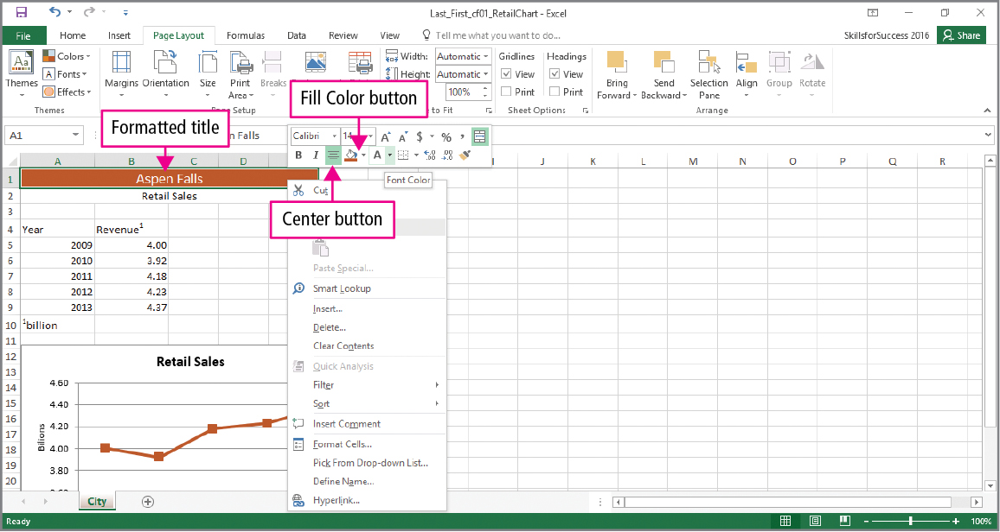 Last_First_cf01_RetailChart - Excel
File Home Insert Page Layout Formulas Data Review View Tell me what you want to do... SkillsforSuccess 2016 Share
Aa Colors Width: Automatic Gridlines Headings
A Fonts Height: Automatic View View
Themes Effects Margins Orientation Size Print Area Breaks 100% Print Print Bring Forward Send Backward Selection Pane Align Group Rotate
Themes Setup to Fit Sheet Options Arrange
Fill Color button
Formatted title
A1 n Falls
Calibri 14 A A $ % ,
B I A .00 .00
Font Color
A B C D I J K L M N O P Q R
1 Aspen Falls
2 Retail Sales
3
4 Year Revenue1
5 2009 4.00
6 2010 3.92
7 2011 4.18
8 2012 4.23
9 2013 4.37
10 1billion
11
12
13
14
15
16
17
18
19
20
Retail Sales
4.60
4.40
4.20
4.00
3.80
Billions
Cut
Center button
Paste Special...
Smart Lookup
Insert...
Delete...
Clear Contents
Quick Analysis
Filter
Sort
Insert Comment
Format Cells...
Pick From Drop-down List...
Define Name...
Hyperlink...
City
Ready 100%